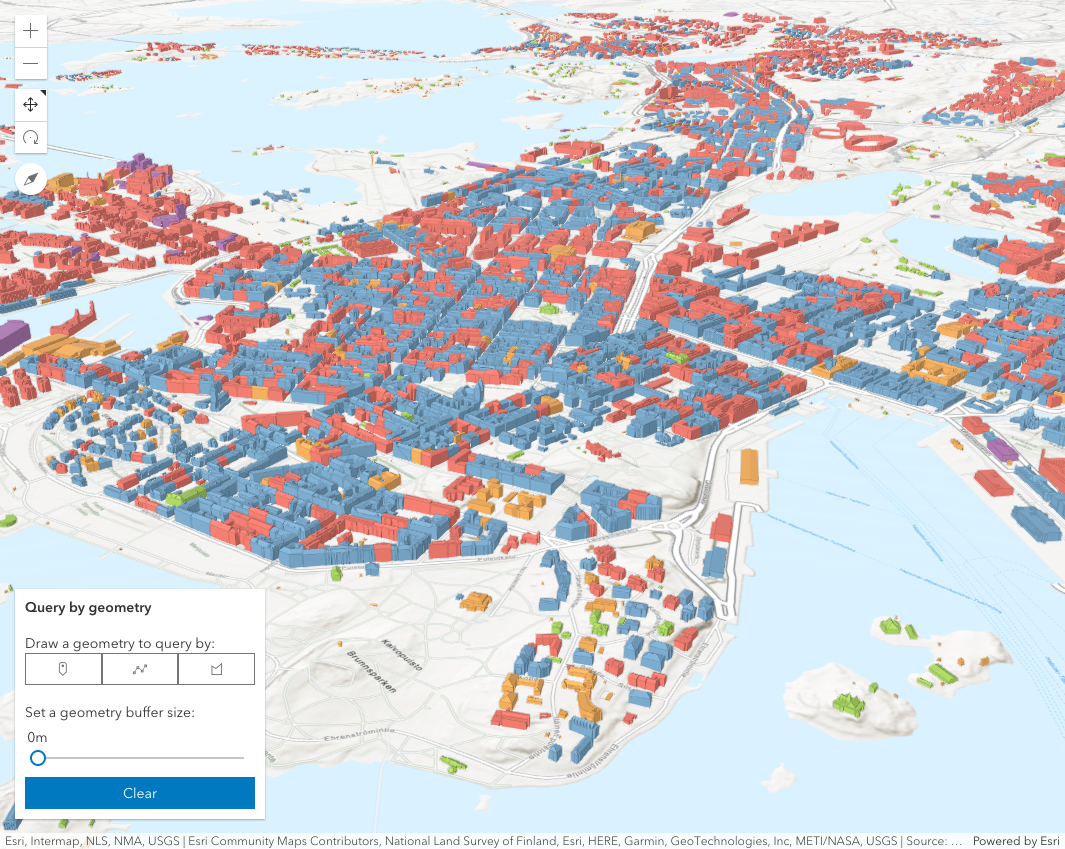 Query by geometry
Draw a geometry to query by:
Set a geometry buffer size:
0m
Clear
Kaivopuisto
Brunnsparken
Ehrenströmintie
Ehrenströmintie
Esri, Intermap, NLS, NMA, USGS | Esri Community Maps Contributors, National Land Survey of Finland, Esri, HERE, Garmin, GeoTechnologies, Inc, METI/NASA, USGS | Source: ... Powered by Esri